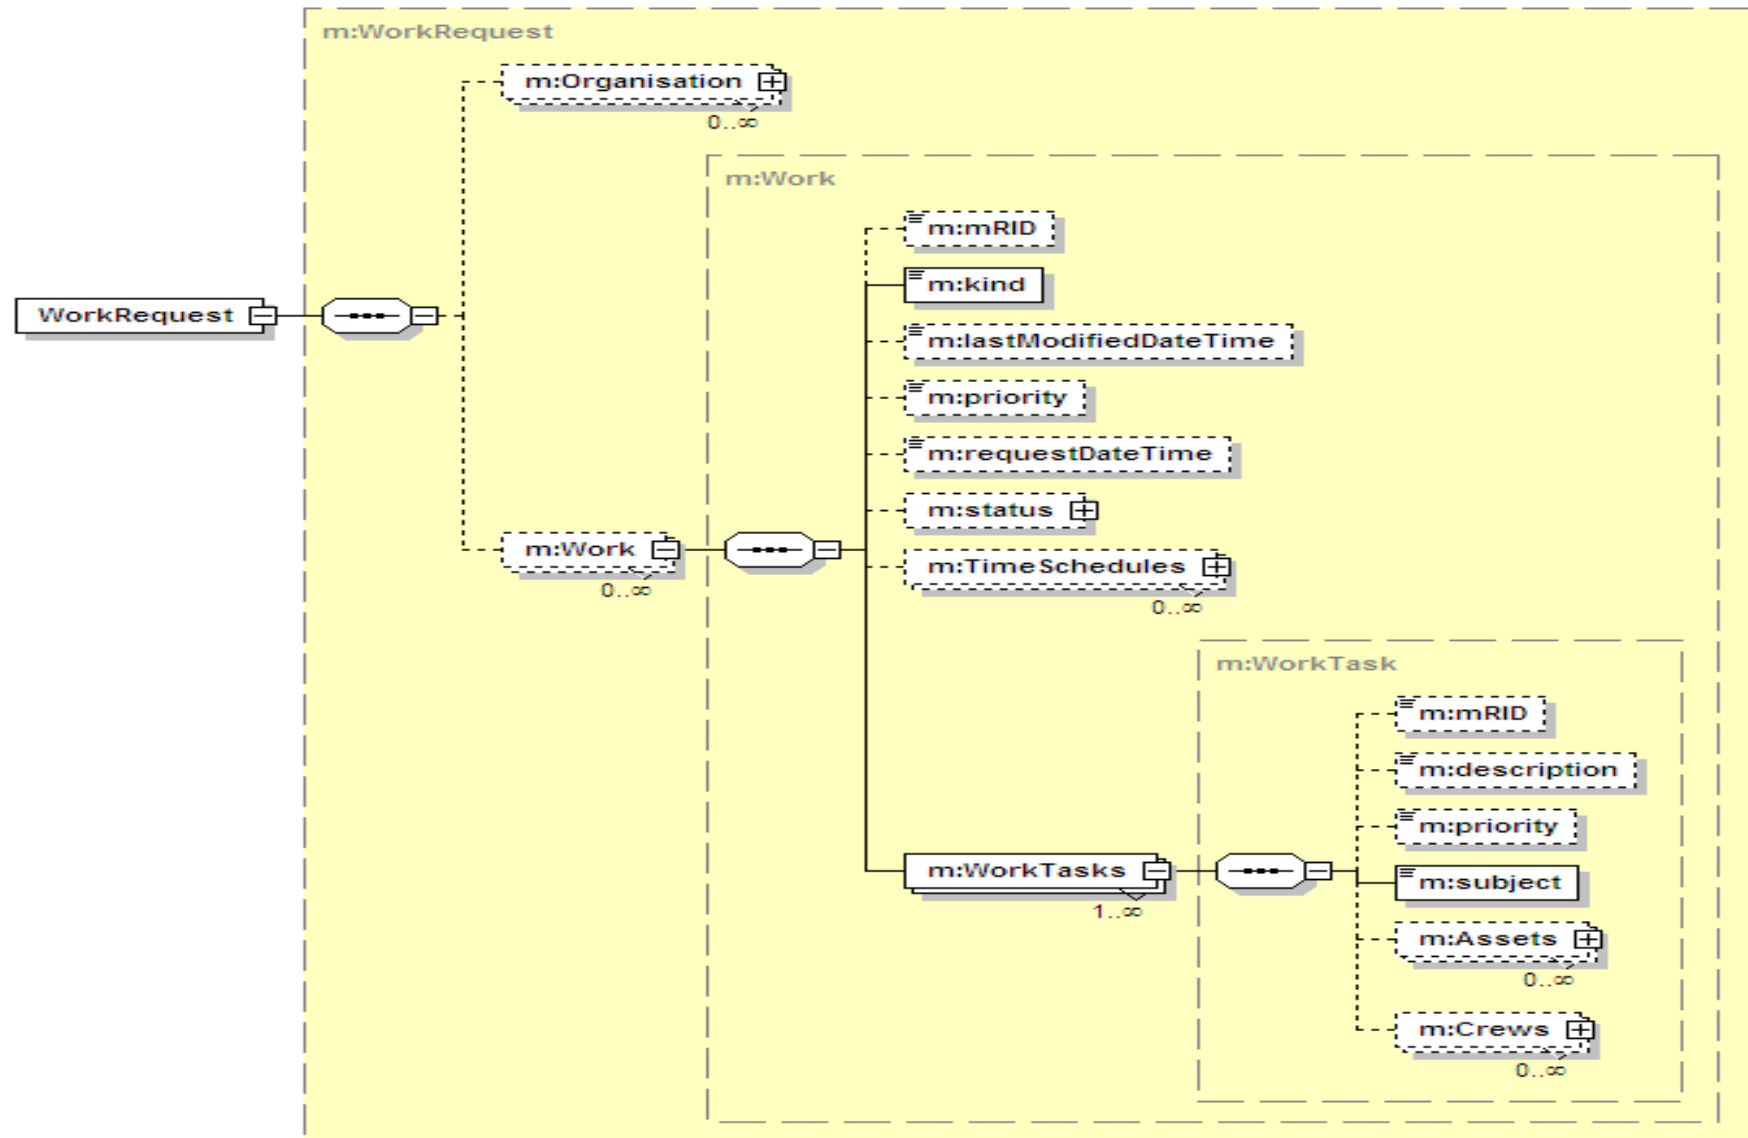 m:WorkRequest
m:Organisation
0..∞
m:Work
m:mRID
m:kind
WorkRequest
m:lastModifiedDateTime
m:priority
m:requestDateTime
m:status
m:Work
0..∞
m:TimeSchedules
0..∞
m:WorkTask
m:mRID
m:description
m:priority
m:WorkTasks
1..∞
m:subject
m:Assets
0..∞
m:Crews
0..∞